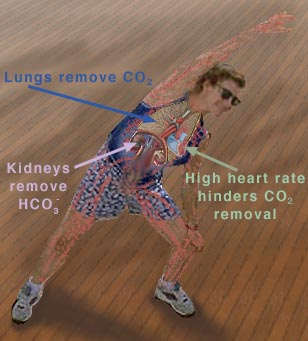 Lungs remove CO₂
Kidneys
remove
HCO₃⁻
High heart rate
hinders CO₂
removal